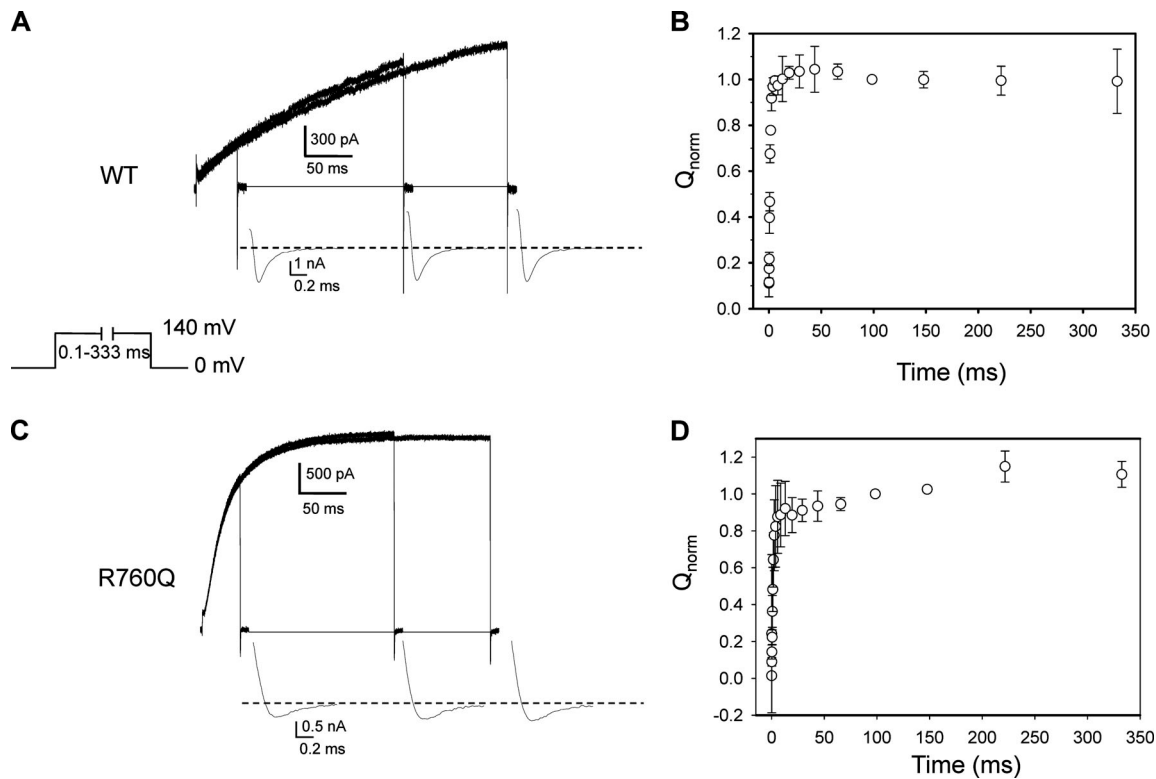 A
WT
300 pA
50 ms
1 nA
0.2 ms
140 mV
0.1-333 ms
0 mV
B
1.2
1.0
0.8
0.6
0.4
0.2
0.0
Qnorm
0 50 100 150 200 250 300 350
Time (ms)
C
R760Q
500 pA
50 ms
0.5 nA
0.2 ms
D
1.2
1.0
0.8
0.6
0.4
0.2
0.0
-0.2
Qnorm
0 50 100 150 200 250 300 350
Time (ms)